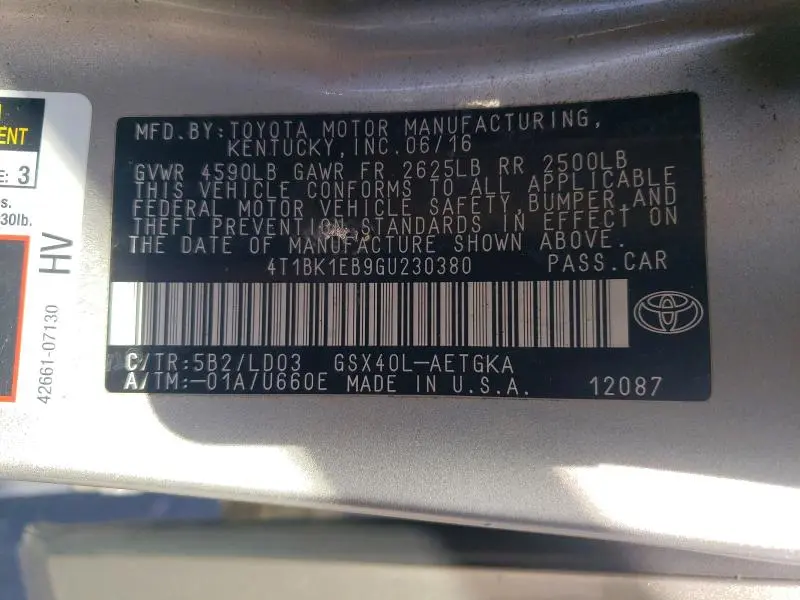 MFD.BY:TOYOTA MOTOR MANUFACTURING,
KENTUCKY,INC.06/16
GVWR 4590LB GAWR FR 2625LB RR 2500LB
THIS VEHICLE CONFORMS TO ALL APPLICABLE
FEDERAL MOTOR VEHICLE SAFETY,BUMPER,AND
THEFT PREVENTION STANDARDS IN EFFECT ON
THE DATE OF MANUFACTURE SHOWN ABOVE.
4T1BK1EB9GU230380 PASS.CAR
C/TR:5B2/LD03 GSX40L-AETGKA
A/TM:-01A/U660E MADE IN U.S.A. 12087
3
30lb.
HV
42661-07130